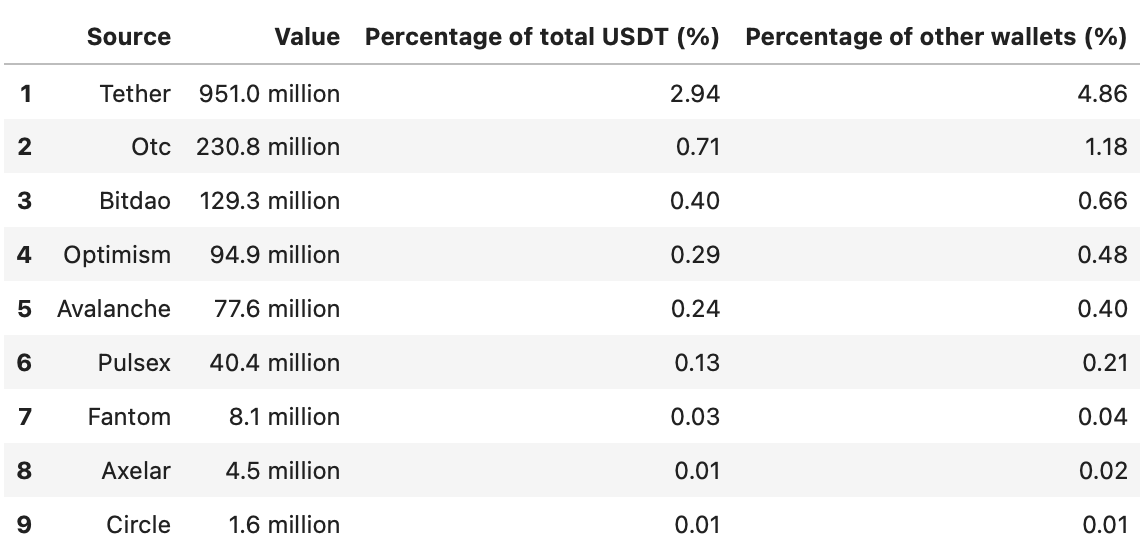 Source Value Percentage of total USDT (%) Percentage of other wallets (%)
1 Tether 951.0 million 2.94 4.86
2 Otc 230.8 million 0.71 1.18
3 Bitdao 129.3 million 0.40 0.66
4 Optimism 94.9 million 0.29 0.48
5 Avalanche 77.6 million 0.24 0.40
6 Pulsex 40.4 million 0.13 0.21
7 Fantom 8.1 million 0.03 0.04
8 Axelar 4.5 million 0.01 0.02
9 Circle 1.6 million 0.01 0.01